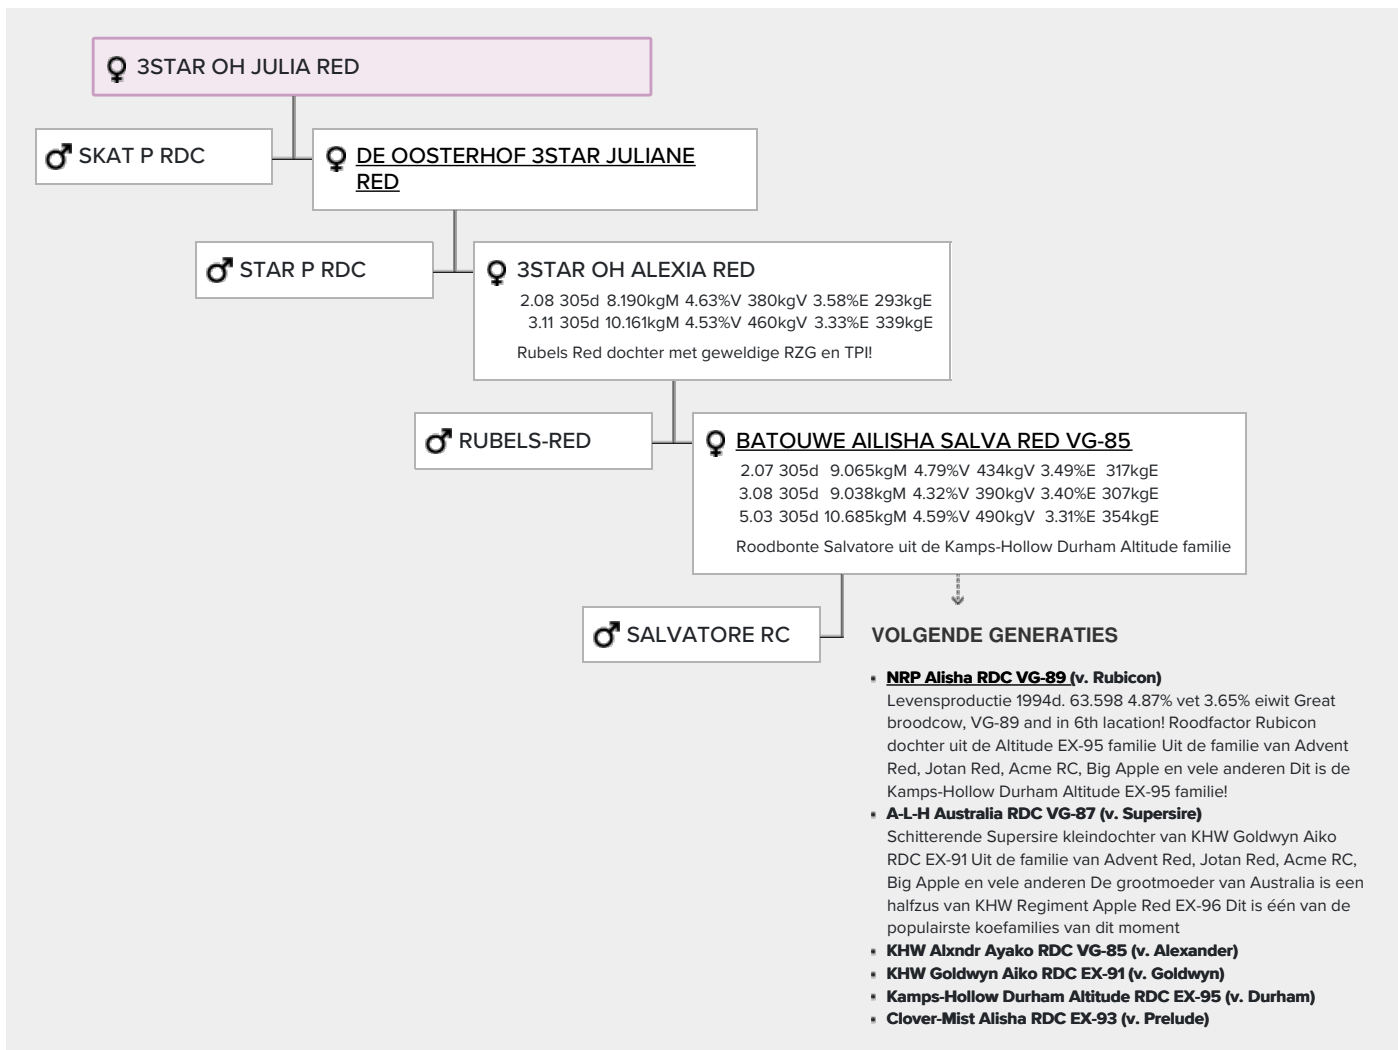 3STAR OH JULIA RED
SKAT P RDC
DE OOSTERHOF 3STAR JULIANE
RED
STAR P RDC
3STAR OH ALEXIA RED
2.08 305d 8.190kgM 4.63%V 380kgV 3.58%E 293kgE
3.11 305d 10.161kgM 4.53%V 460kgV 3.33%E 339kgE
Rubels Red dochter met geweldige RZG en TPI!
RUBELS-RED
BATOUWE AILISHA SALVA RED VG-85
2.07 305d 9.065kgM 4.79%V 434kgV 3.49%E 317kgE
3.08 305d 9.038kgM 4.32%V 390kgV 3.40%E 307kgE
5.03 305d 10.685kgM 4.59%V 490kgV 3.31%E 354kgE
Roodbonte Salvatore uit de Kamps-Hollow Durham Altitude familie
SALVATORE RC
VOLGENDE GENERATIES
NRP Alisha RDC VG-89 (v. Rubicon)
Levensproductie 1994d. 63.598 4.87% vet 3.65% eiwit Great
broodcow, VG-89 and in 6th lacation! Roodfactor Rubicon
dochter uit de Altitude EX-95 familie Uit de familie van Advent
Red, Jotan Red, Acme RC, Big Apple en vele anderen Dit is de
Kamps-Hollow Durham Altitude EX-95 familie!
A-L-H Australia RDC VG-87 (v. Supersire)
Schitterende Supersire kleindochter van KHW Goldwyn Aiko
RDC EX-91 Uit de familie van Advent Red, Jotan Red, Acme RC,
Big Apple en vele anderen De grootmoeder van Australia is een
halfzus van KHW Regiment Apple Red EX-96 Dit is één van de
populairste koefamilies van dit moment
KHW Alxndr Ayako RDC VG-85 (v. Alexander)
KHW Goldwyn Aiko RDC EX-91 (v. Goldwyn)
Kamps-Hollow Durham Altitude RDC EX-95 (v. Durham)
Clover-Mist Alisha RDC EX-93 (v. Prelude)